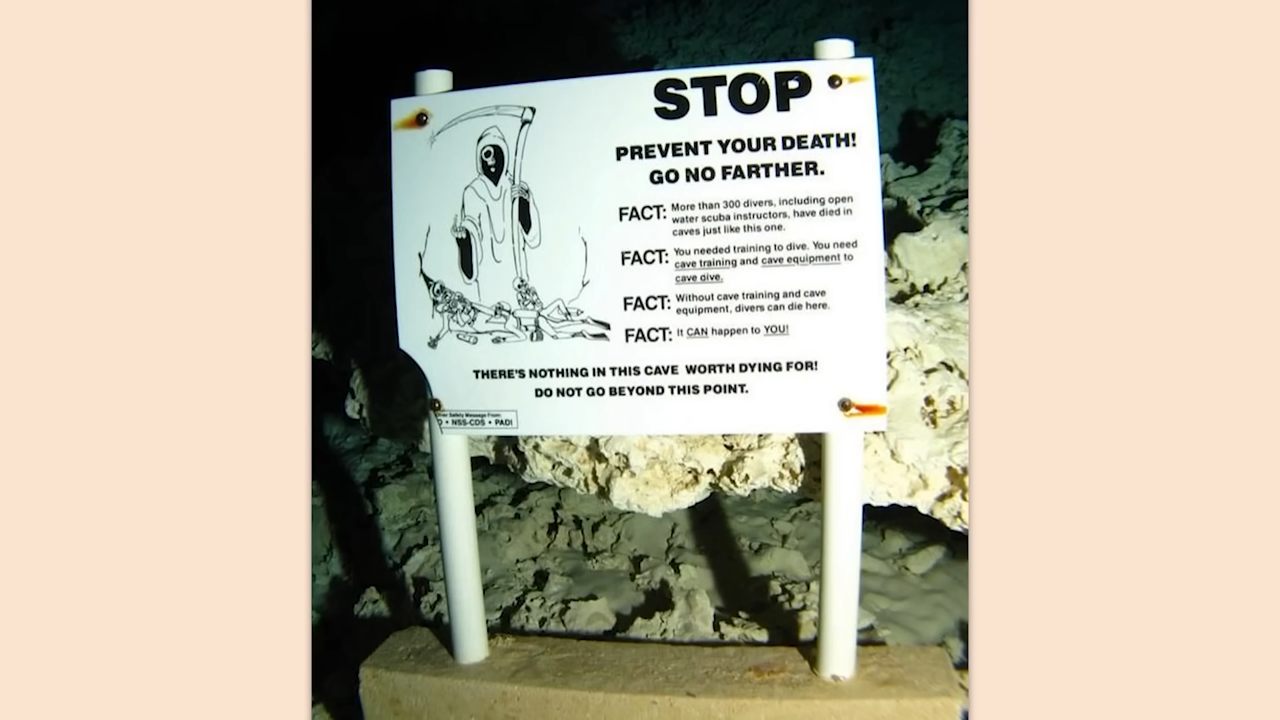 STOP
PREVENT YOUR DEATH!
GO NO FARTHER.
FACT: More than 300 divers, including open
water scuba instructors, have died in
caves just like this one.
FACT: You needed training to dive. You need
cave training and cave equipment to
cave dive.
FACT: Without cave training and cave
equipment, divers can die here.
FACT: It CAN happen to YOU!
THERE'S NOTHING IN THIS CAVE WORTH DYING FOR!
DO NOT GO BEYOND THIS POINT.
Safety Message From:
• NSS-CDS • PADI